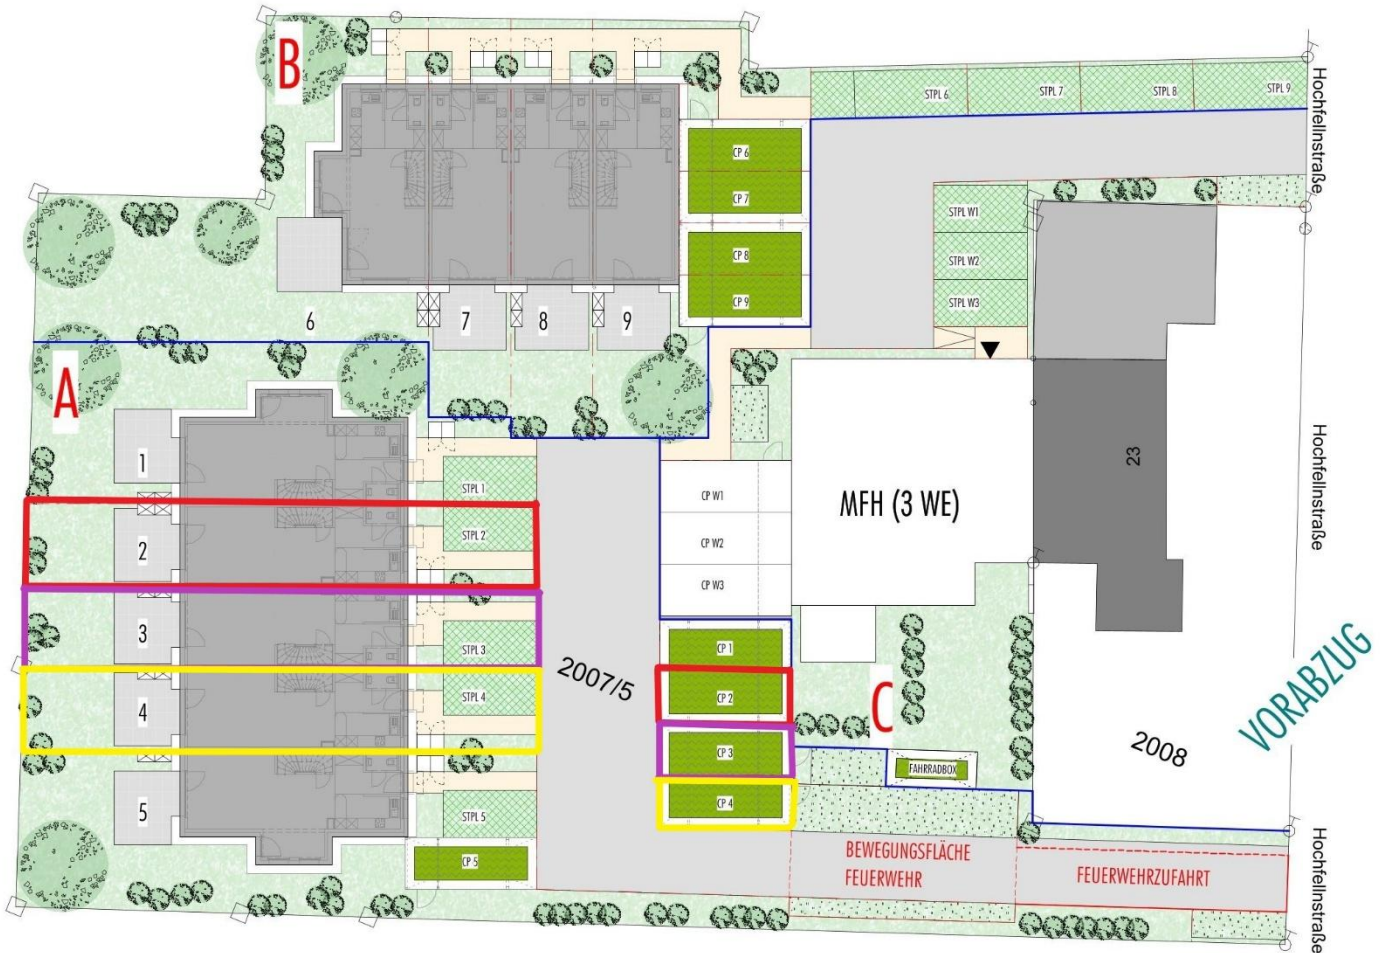 B
STPL 6
STPL 7
STPL 8
STPL 9
Hochfellnstraße
CP 6
CP 7
CP 8
CP 9
STPL W1
STPL W2
STPL W3
6
7
8
9
A
1
2
3
4
5
STPL 1
STPL 2
STPL 3
STPL 4
STPL 5
CP 5
2007/5
CP W1
CP W2
CP W3
CP 1
CP 2
CP 3
CP 4
MFH (3 WE)
23
Hochfellnstraße
C
FAHRRADBOX
2008
VORABZUG
BEWEGUNGSFLÄCHE
FEUERWEHR
FEUERWEHRZUFAHRT
Hochfellnstraße